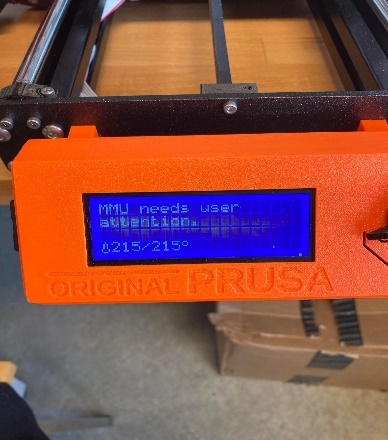 MMU needs user
attention.
215/215°
ORIGINAL PRUSA